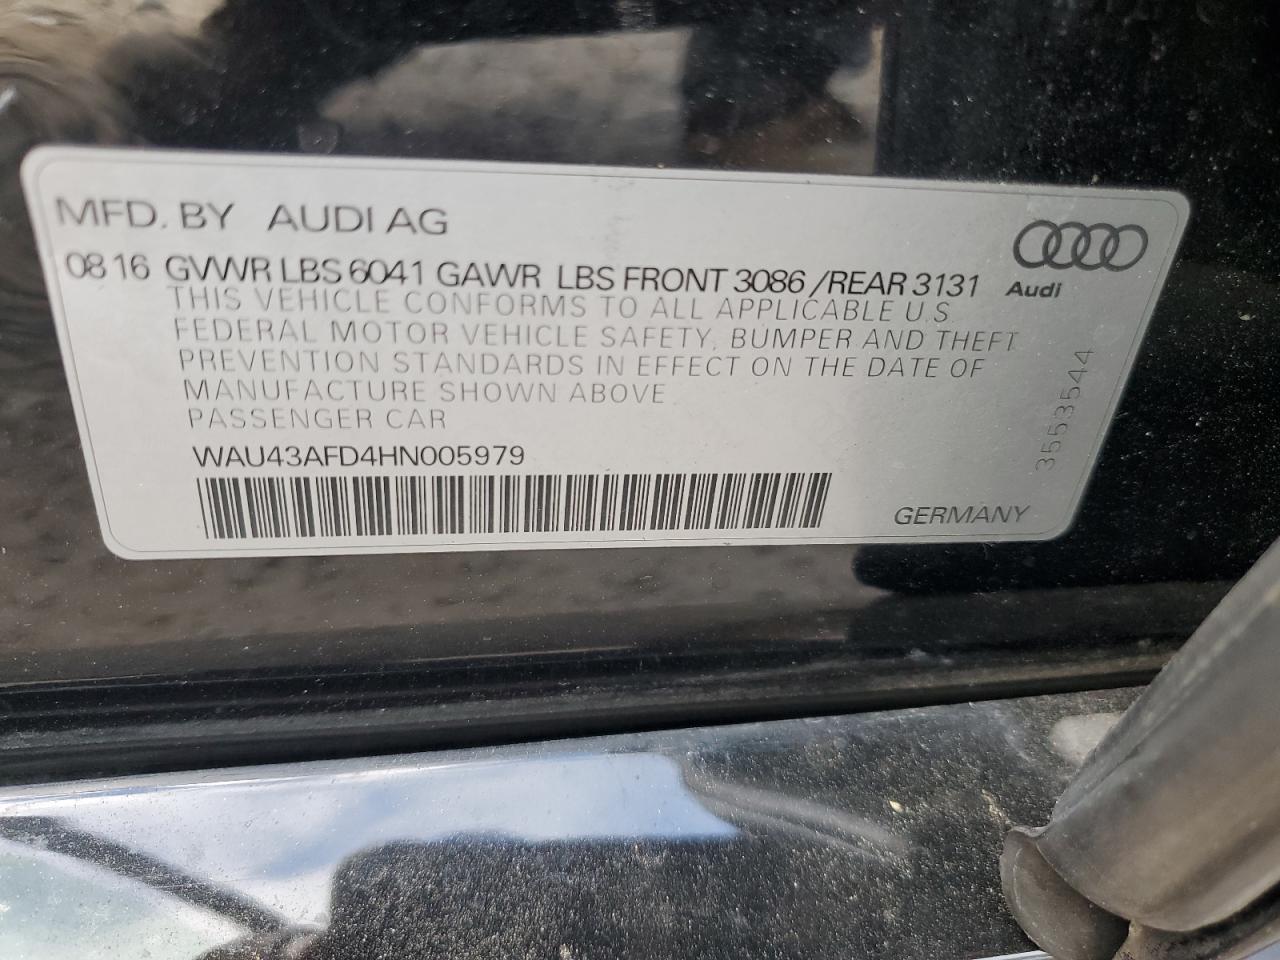 MFD. BY AUDI AG
0816 GVWR LBS 6041 GAWR LBS FRONT 3086 /REAR 3131
Audi
THIS VEHICLE CONFORMS TO ALL APPLICABLE U.S.
FEDERAL MOTOR VEHICLE SAFETY, BUMPER AND THEFT
PREVENTION STANDARDS IN EFFECT ON THE DATE OF
MANUFACTURE SHOWN ABOVE
PASSENGER CAR
WAU43AFD4HN005979
3553544
GERMANY